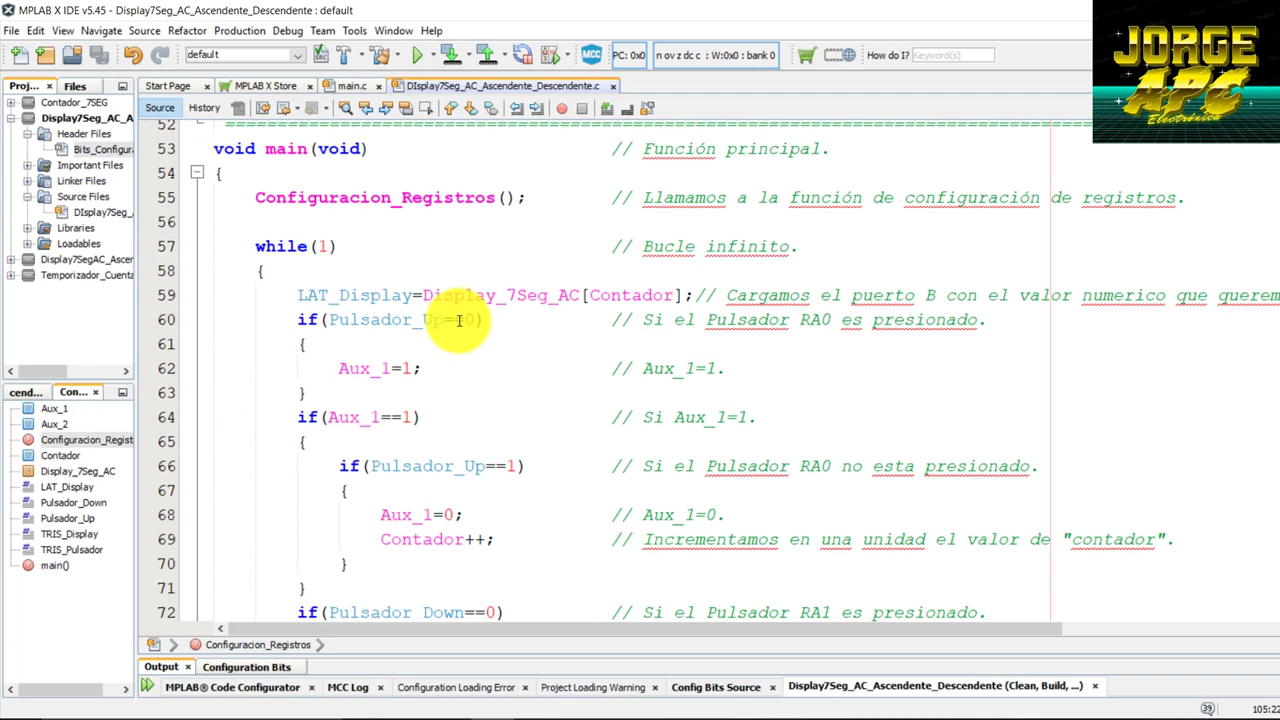 MPLAB X IDE v5.45 - Display7Seg_AC_Ascendente_Descendente : default
File Edit View Navigate Source Refactor Production Debug Team Tools Window Help
default
MCC
PC: 0x0
n ov z dc c : W:0x0 : bank 0
How do I?
Keyword(s)
JORGE
APC
Electrónica
Proj...
Files
Start Page
MPLAB X Store
main.c
DIsplay7Seg_AC_Ascendente_Descendente.c
Source
History
Contador_7SEG
Display7Seg_AC_A
Header Files
Bits_Configura
Important Files
Linker Files
Source Files
DIsplay7Seg_
Libraries
Loadables
Display7SegAC_Ascende
Temporizador_Cuenta
52 ====
53 void main(void) // Función principal.
54 {
55 Configuracion_Registros(); // Llamamos a la función de configuración de registros.
56
57 while(1) // Bucle infinito.
58 {
59 LAT_Display=Display_7Seg_AC[Contador];// Cargamos el puerto B con el valor numerico que querem
60 if(Pulsador_Up==0) // Si el Pulsador RA0 es presionado.
61 {
62 Aux_1=1; // Aux_1=1.
63 }
64 if(Aux_1==1) // Si Aux_1=1.
65 {
66 if(Pulsador_Up==1) // Si el Pulsador RA0 no esta presionado.
67 {
68 Aux_1=0; // Aux_1=0.
69 Contador++; // Incrementamos en una unidad el valor de "contador".
70 }
71 }
72 if(Pulsador_Down==0) // Si el Pulsador RA1 es presionado.
cend...
Con...
Aux_1
Aux_2
Configuracion_Regist
Contador
Display_7Seg_AC
LAT_Display
Pulsador_Down
Pulsador_Up
TRIS_Display
TRIS_Pulsador
main()
Configuracion_Registros
Output
Configuration Bits
MPLAB® Code Configurator
MCC Log
Configuration Loading Error
Project Loading Warning
Config Bits Source
Display7Seg_AC_Ascendente_Descendente (Clean, Build, ...)
39
105:22